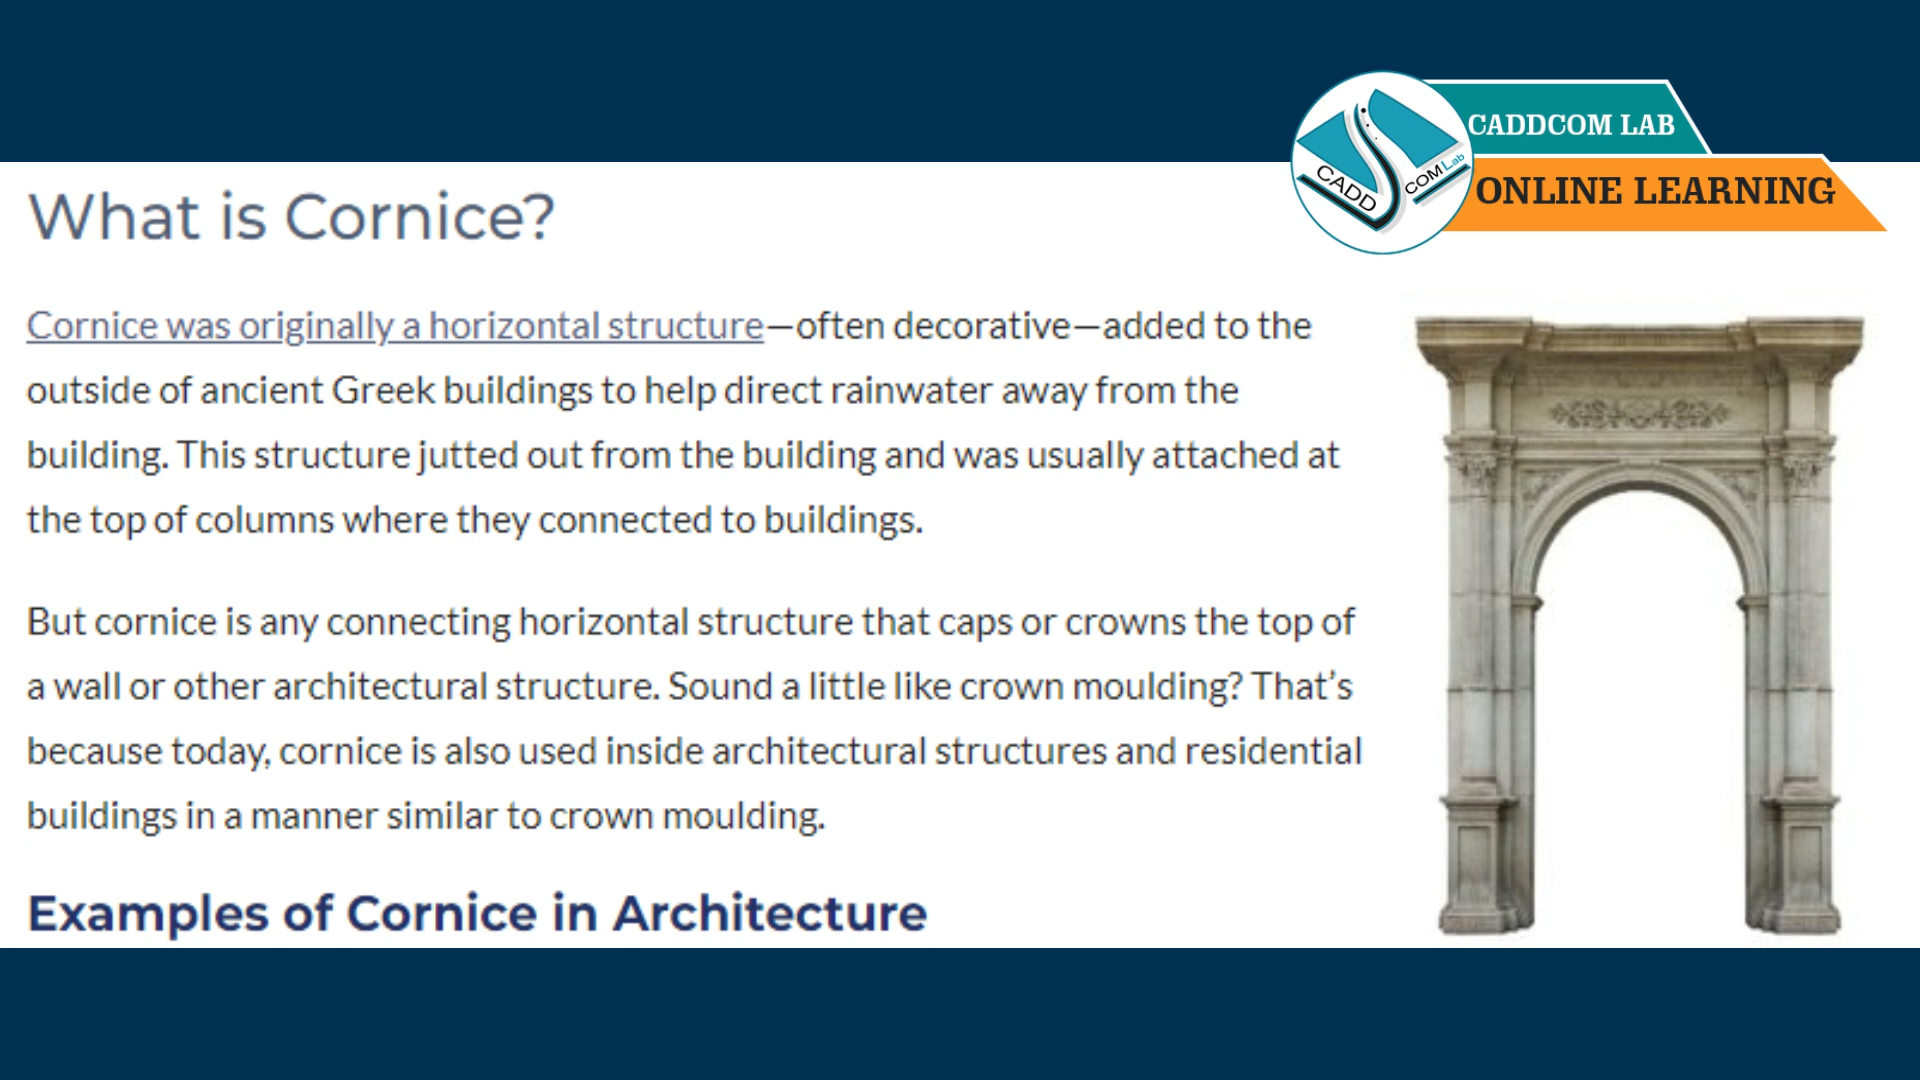 CADDCOM LAB
ONLINE LEARNING
CADD
COM Lab
What is Cornice?
Cornice was originally a horizontal structure—often decorative—added to the
outside of ancient Greek buildings to help direct rainwater away from the
building. This structure jutted out from the building and was usually attached at
the top of columns where they connected to buildings.
But cornice is any connecting horizontal structure that caps or crowns the top of
a wall or other architectural structure. Sound a little like crown moulding? That's
because today, cornice is also used inside architectural structures and residential
buildings in a manner similar to crown moulding.
Examples of Cornice in Architecture